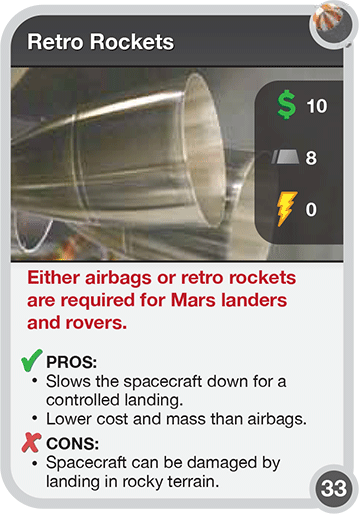 Retro Rockets
$ 10
8
0
Either airbags or retro rockets
are required for Mars landers
and rovers.
PROS:
• Slows the spacecraft down for a
controlled landing.
• Lower cost and mass than airbags.
CONS:
• Spacecraft can be damaged by
landing in rocky terrain.
33